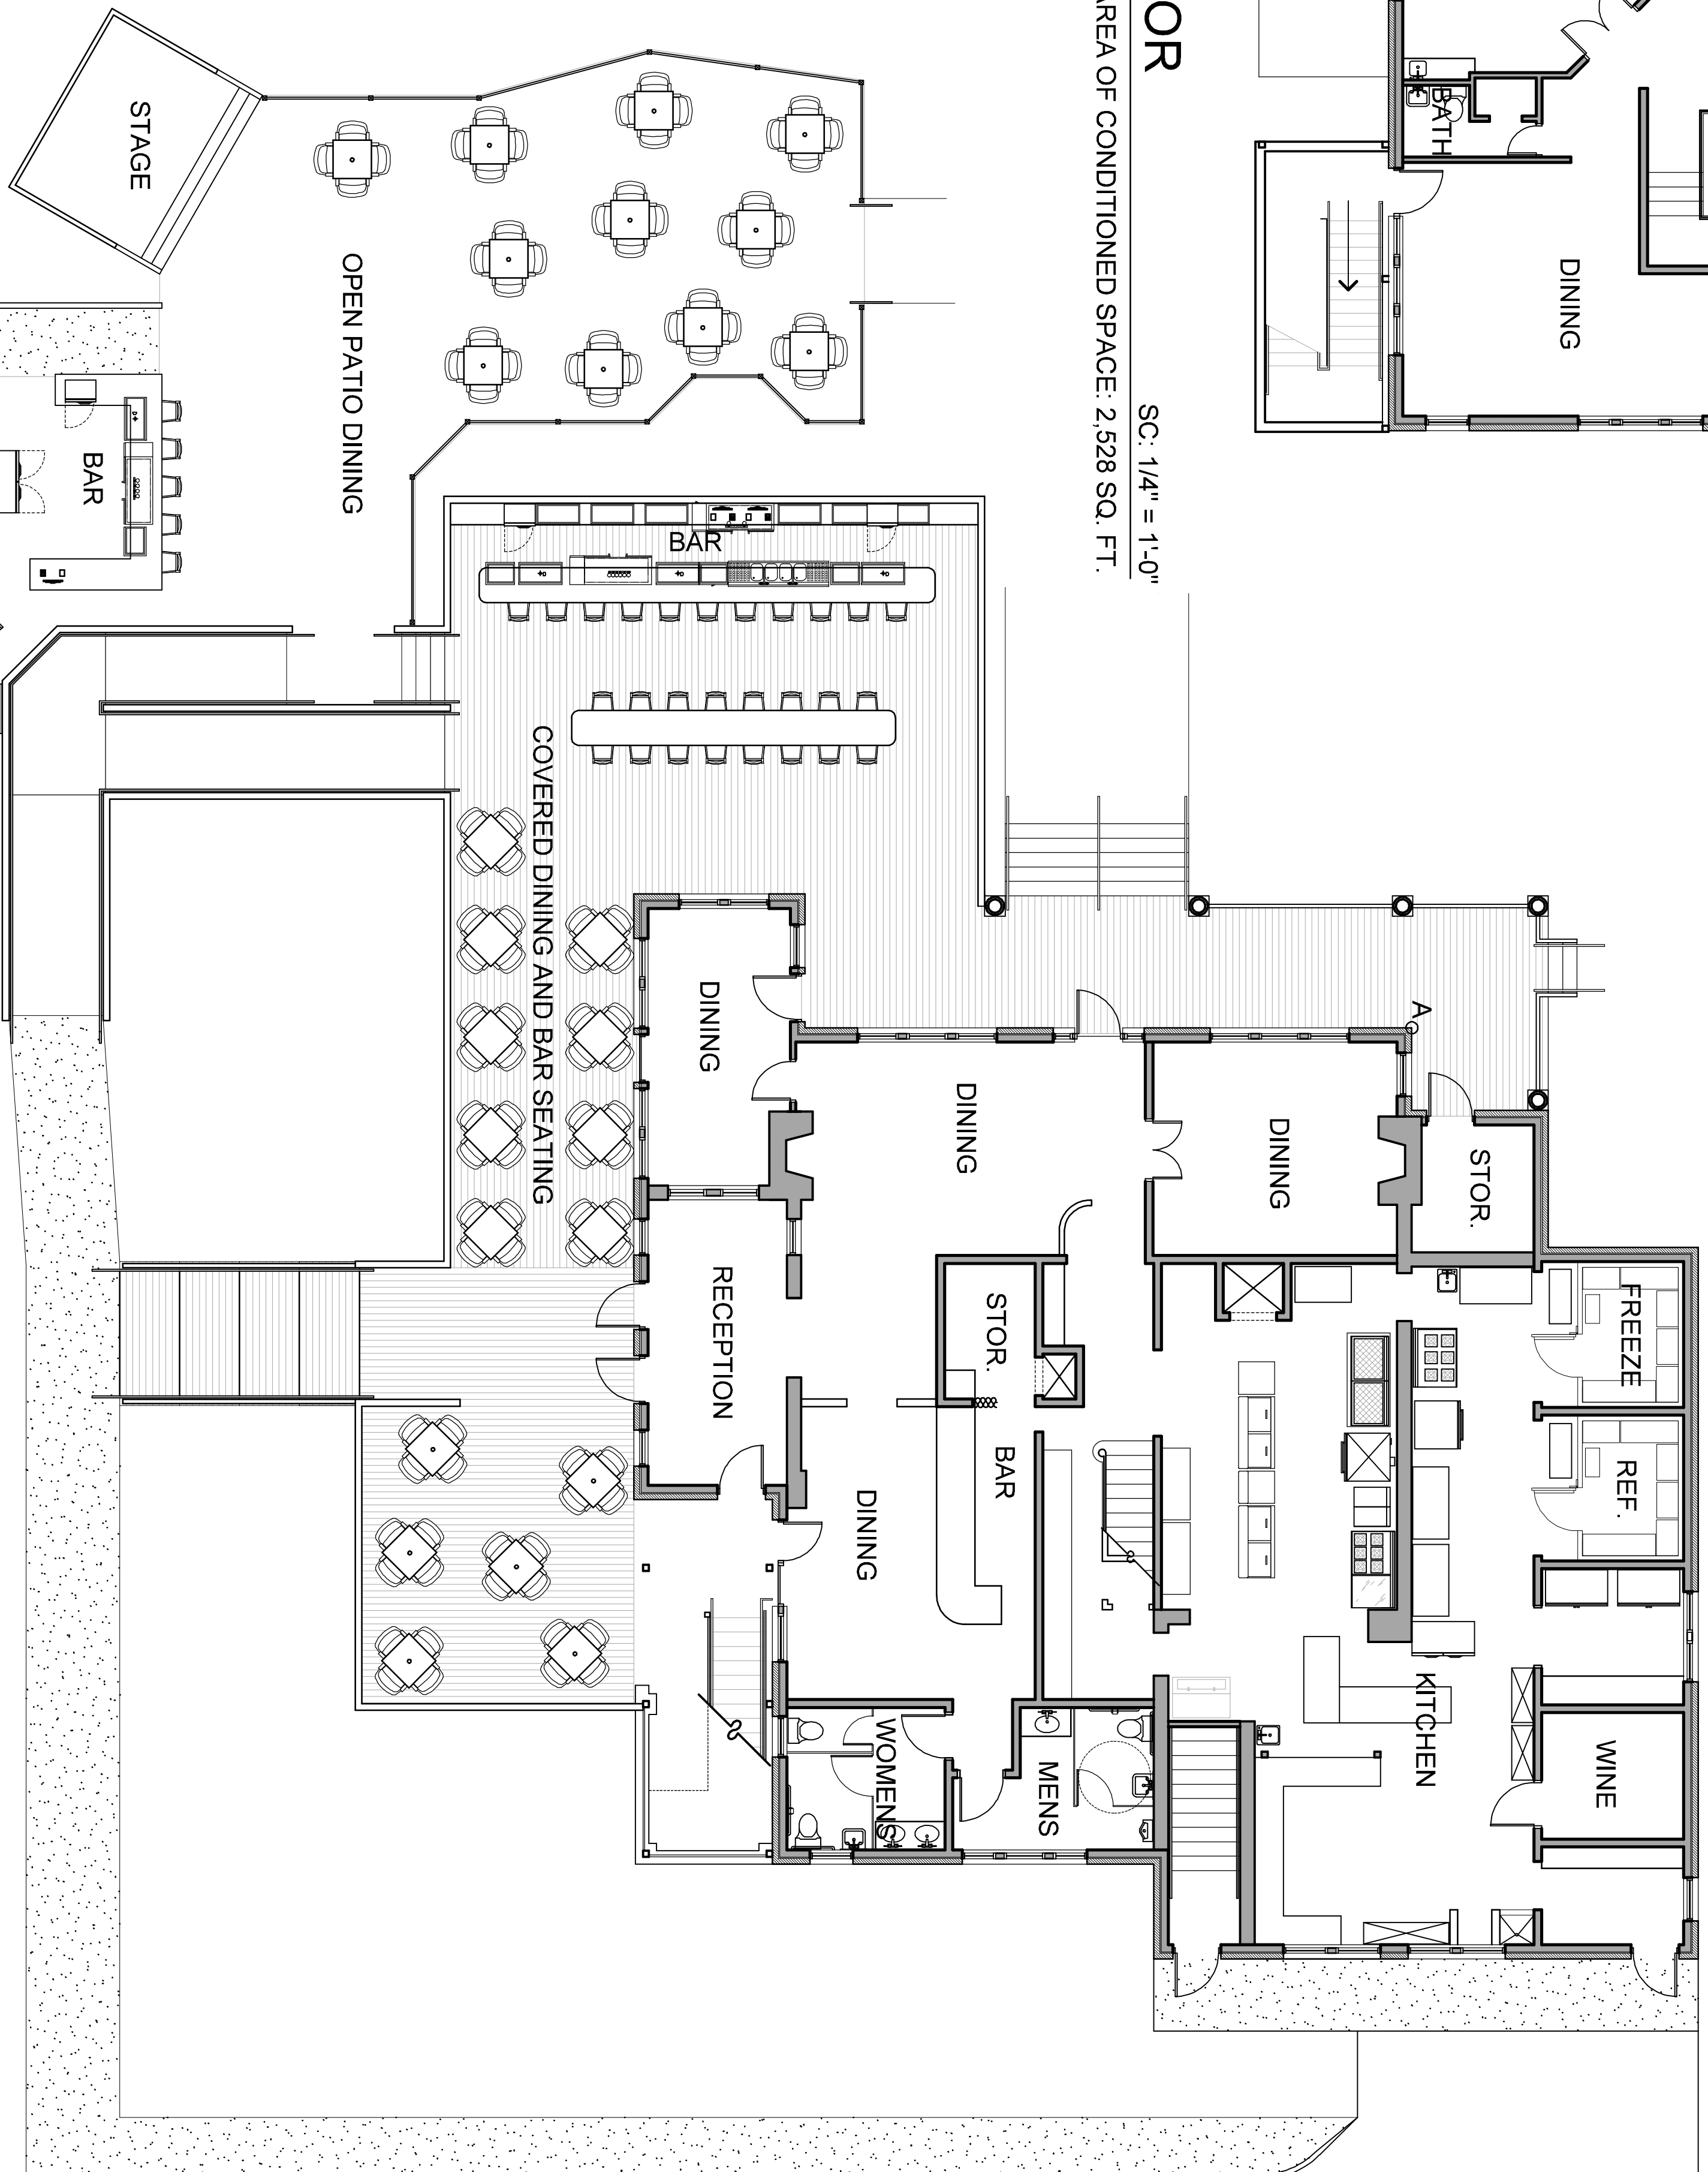 OR
SC: 1/4" = 1'-0"
AREA OF CONDITIONED SPACE: 2,528 SQ. FT.
BATH
DINING
STAGE
OPEN PATIO DINING
BAR
BAR
COVERED DINING AND BAR SEATING
A
DINING
DINING
DINING
STOR.
RECEPTION
STOR.
FREEZE
BAR
REF.
DINING
KITCHEN
WOMENS
MENS
WINE